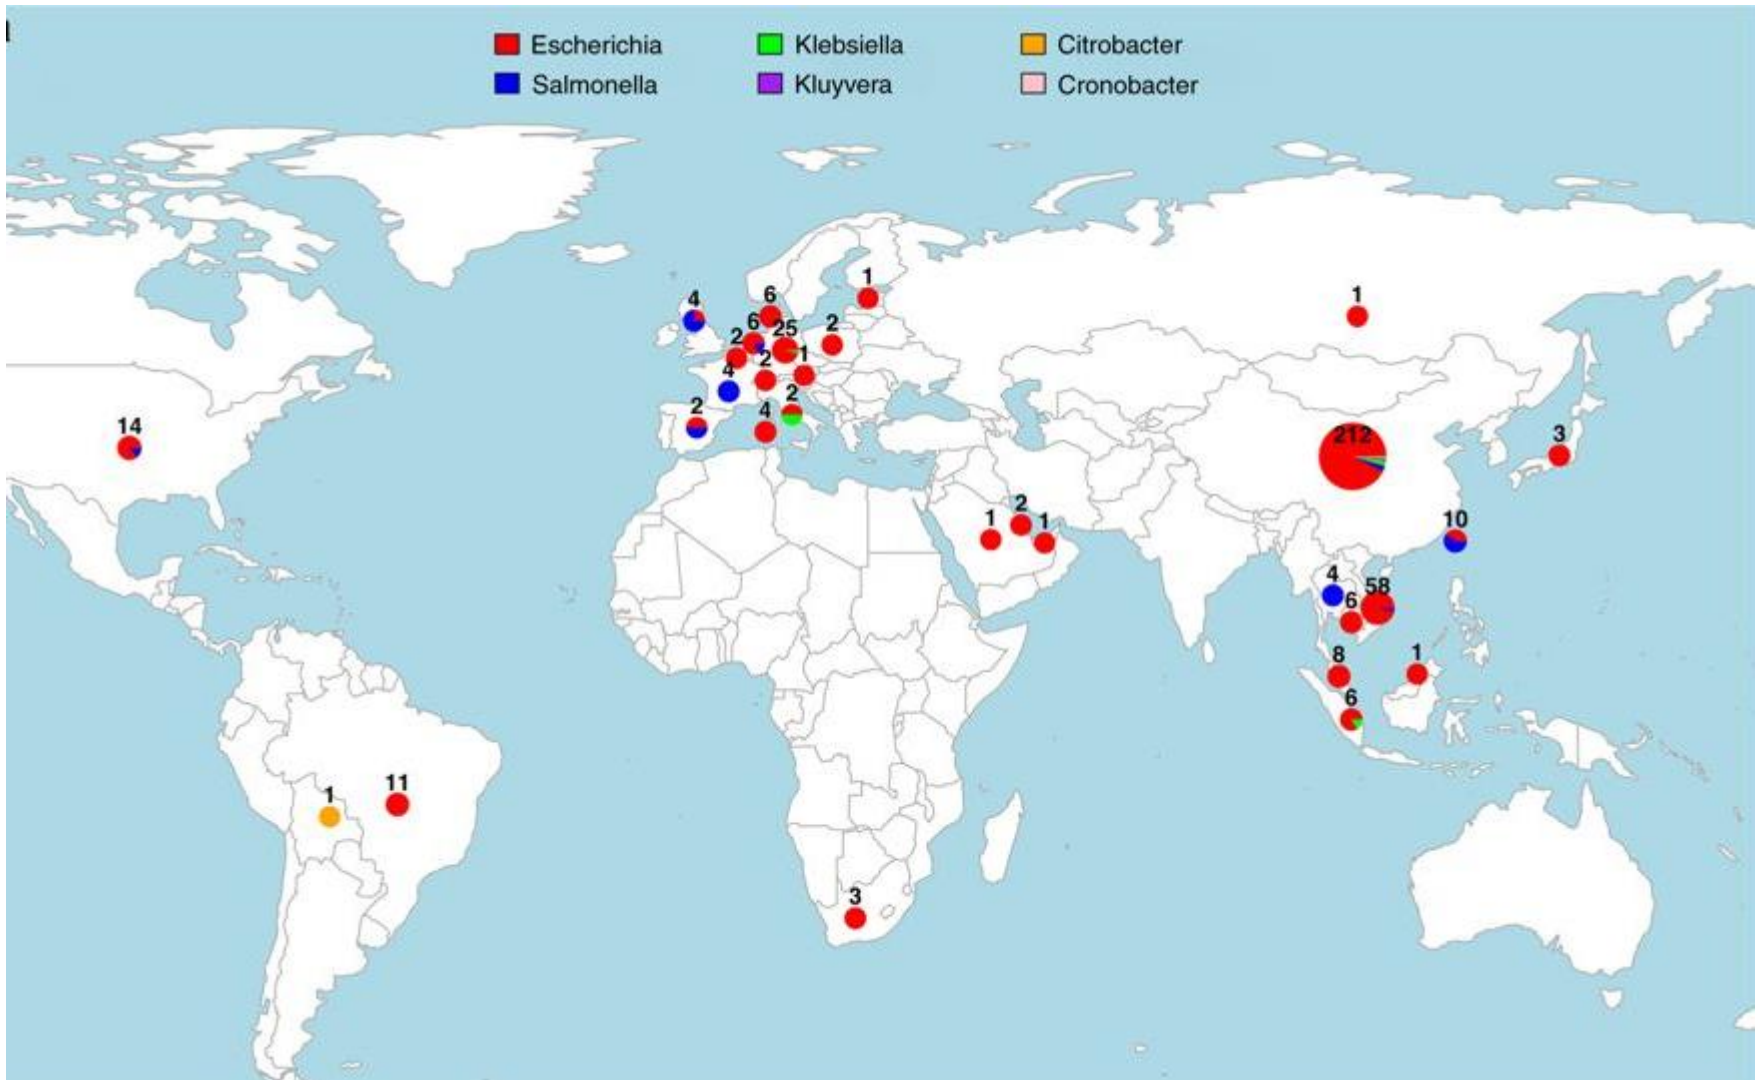 Escherichia Klebsiella Citrobacter
Salmonella Kluyvera Cronobacter
1
4 6 1
6 25 2
2 2 1
4 2
2 4
14 212 3
1 2 1 10
4 58
6
8 1
6
1 11
3